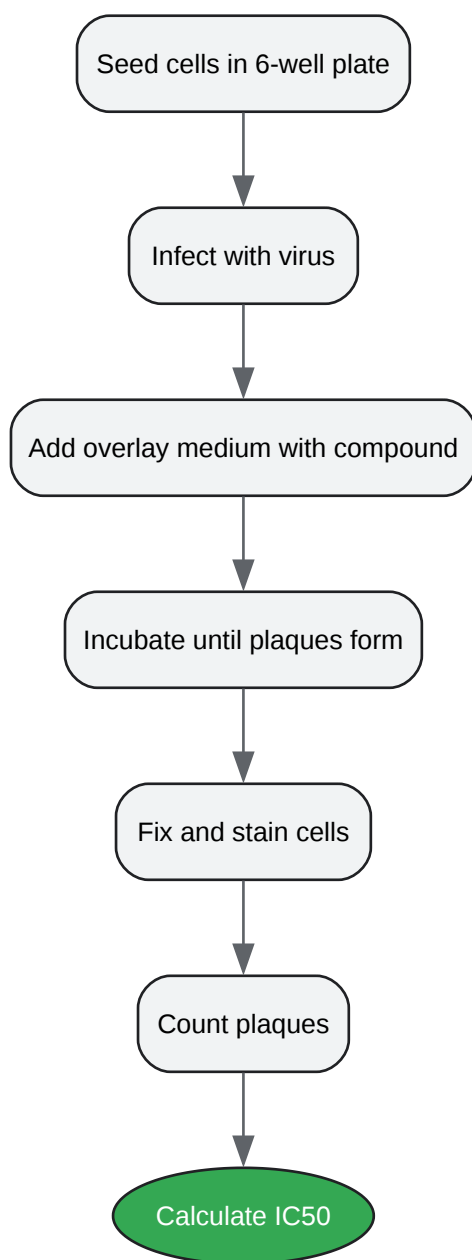 Seed cells in 6-well plate
Infect with virus
Add overlay medium with compound
Incubate until plaques form
Fix and stain cells
Count plaques
Calculate IC50